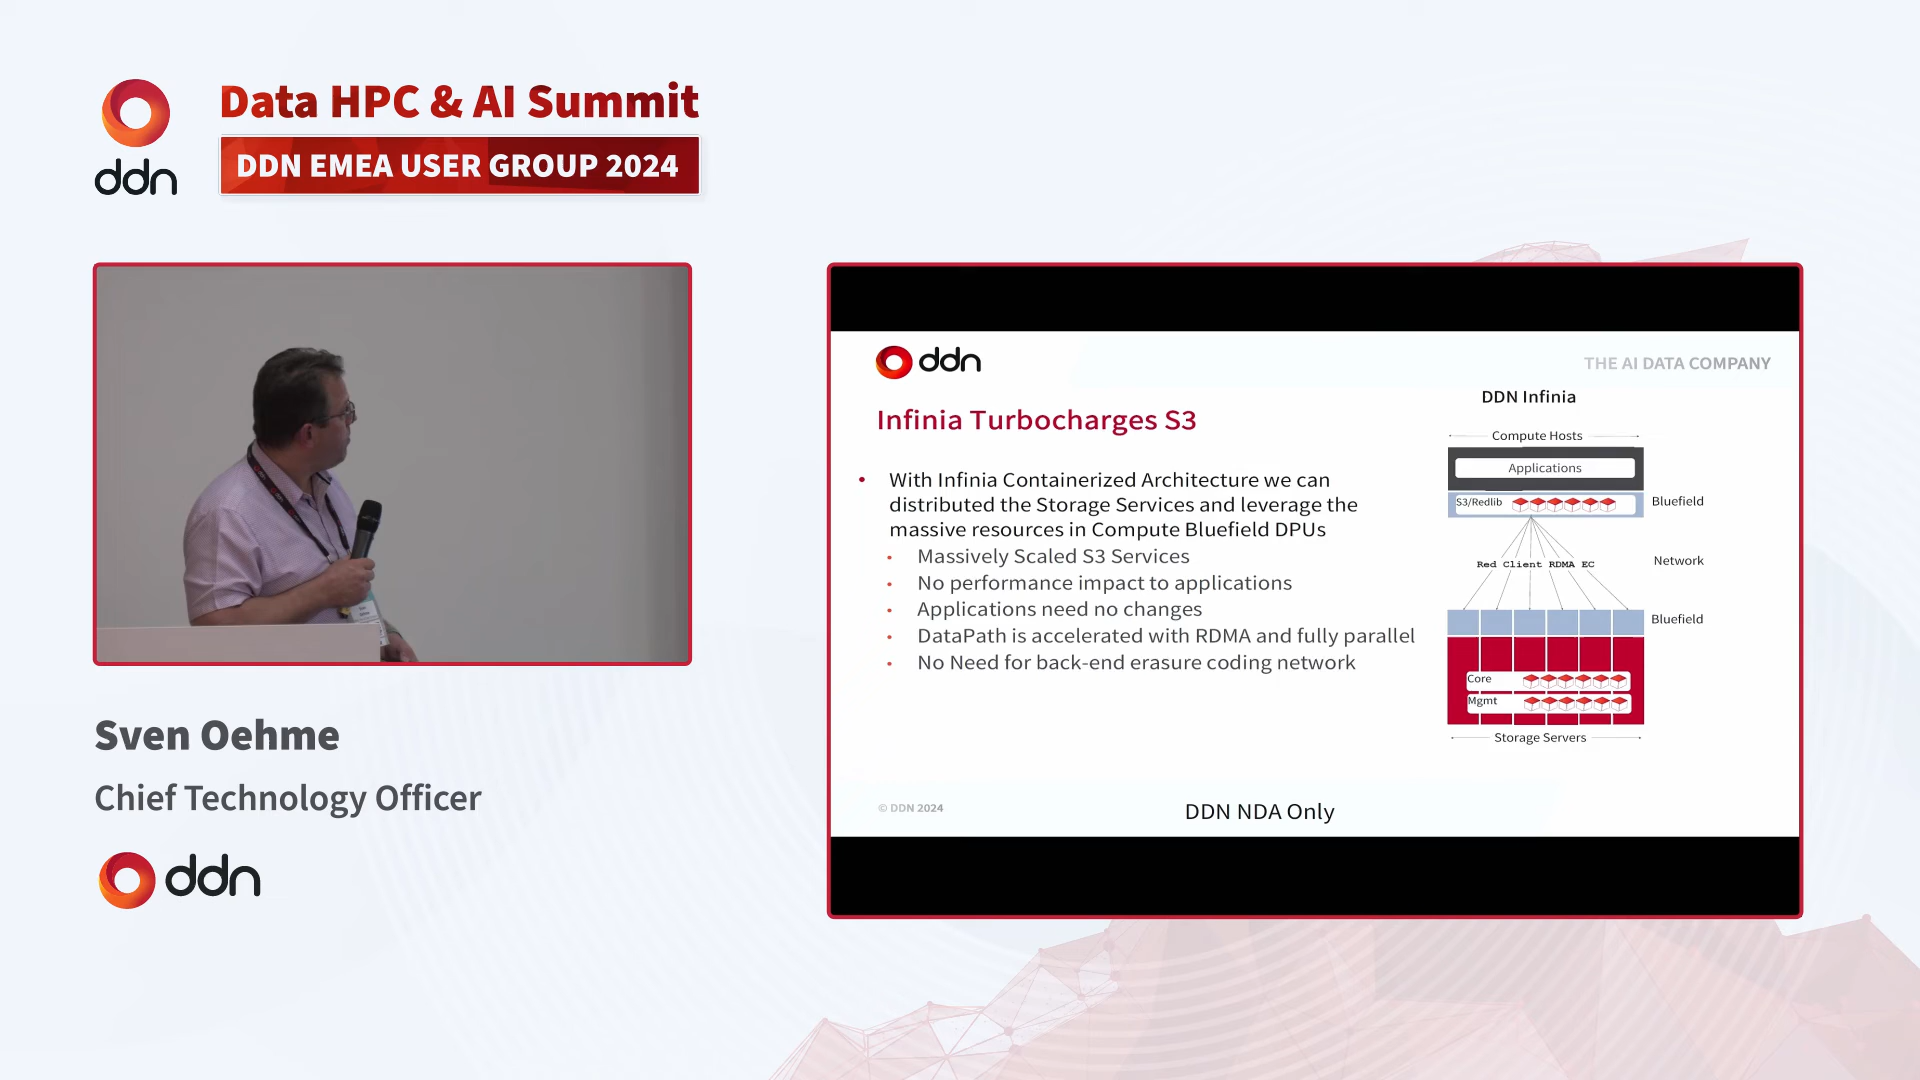 ddn
Data HPC & AI Summit
DDN EMEA USER GROUP 2024
Sven Oehme
Chief Technology Officer
ddn
ddn
THE AI DATA COMPANY
Infinia Turbocharges S3
• With Infinia Containerized Architecture we can
distributed the Storage Services and leverage the
massive resources in Compute Bluefield DPUs
• Massively Scaled S3 Services
• No performance impact to applications
• Applications need no changes
• DataPath is accelerated with RDMA and fully parallel
• No Need for back-end erasure coding network
DDN Infinia
Compute Hosts
Applications
S3/Redlib
Bluefield
Red Client RDMA EC
Network
Bluefield
Core
Mgmt
Storage Servers
© DDN 2024
DDN NDA Only